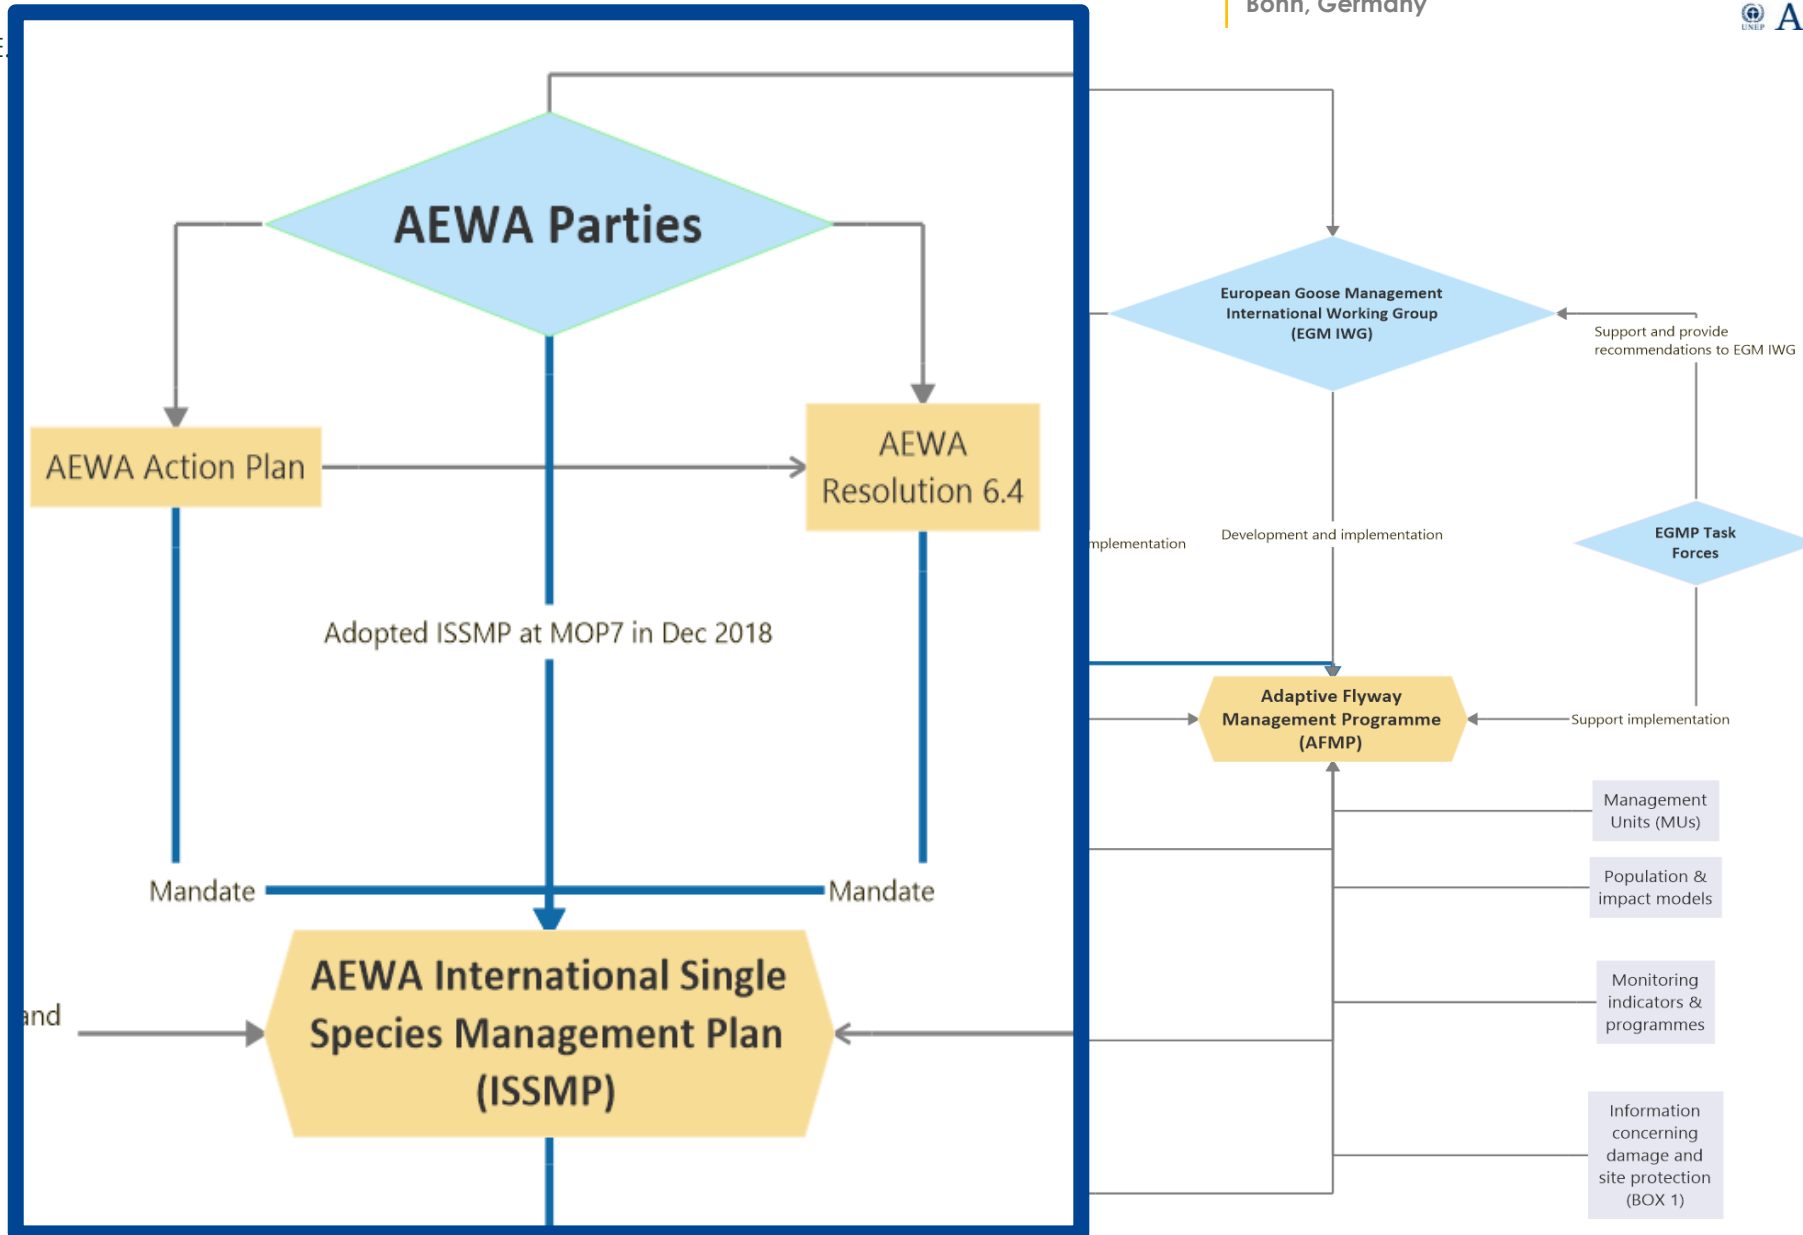 Bonn, Germany
UNEP
A
E.
AEWA Parties
AEWA Action Plan
AEWA
Resolution 6.4
Adopted ISSMP at MOP7 in Dec 2018
Mandate
Mandate
and
AEWA International Single
Species Management Plan
(ISSMP)
European Goose Management
International Working Group
(EGM IWG)
Support and provide
recommendations to EGM IWG
mplementation
Development and implementation
EGMP Task
Forces
Adaptive Flyway
Management Programme
(AFMP)
Support implementation
Management
Units (MUs)
Population &
impact models
Monitoring
indicators &
programmes
Information
concerning
damage and
site protection
(BOX 1)